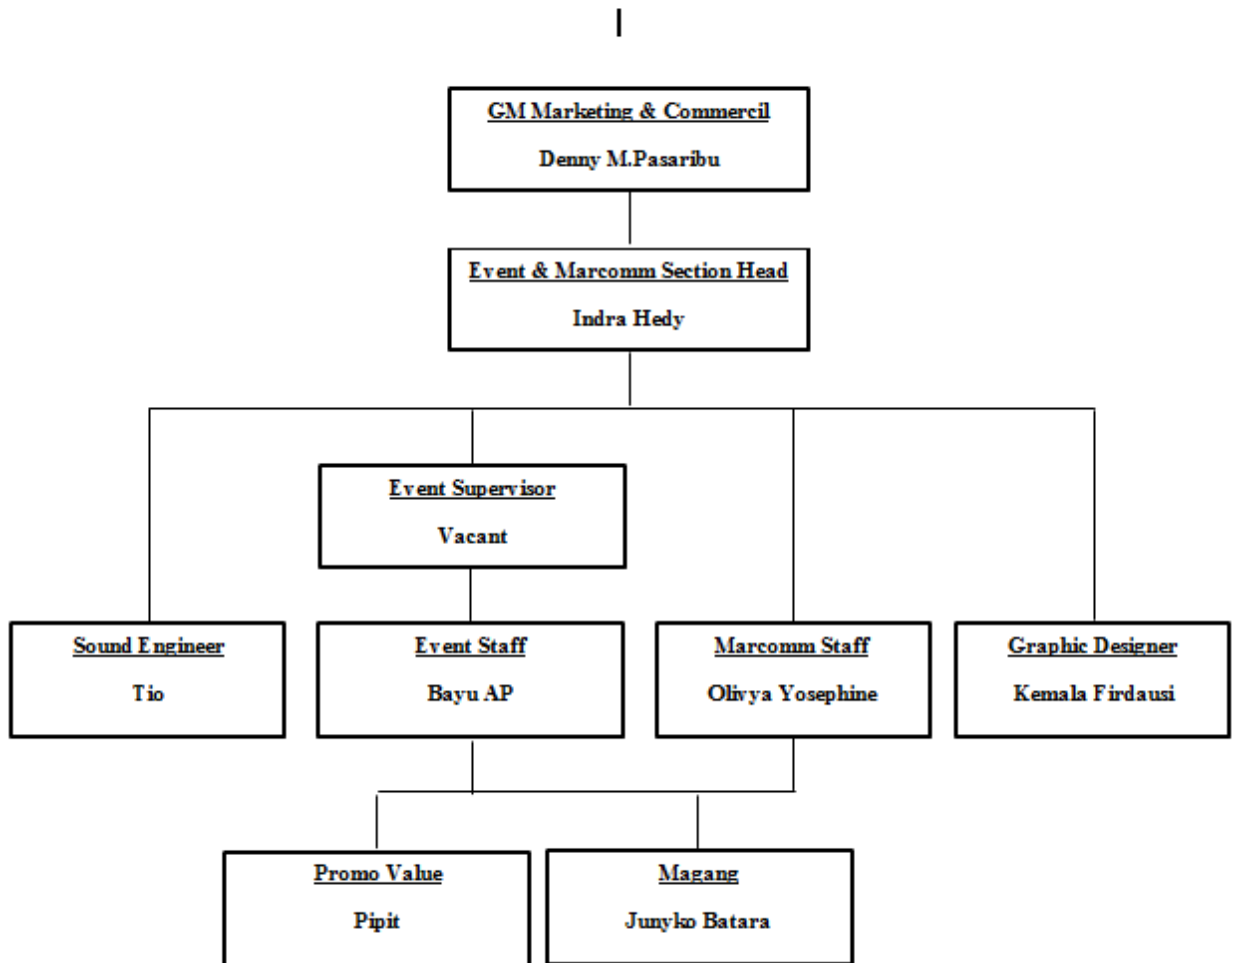 GM Marketing & Commercil
Denny M.Pasaribu
Event & Marcomm Section Head
Indra Hedy
Event Supervisor
Vacant
Sound Engineer
Tio
Event Staff
Bayu AP
Marcomm Staff
Olivya Yosephine
Graphic Designer
Kemala Firdausi
Promo Value
Pipit
Magang
Junyko Batara